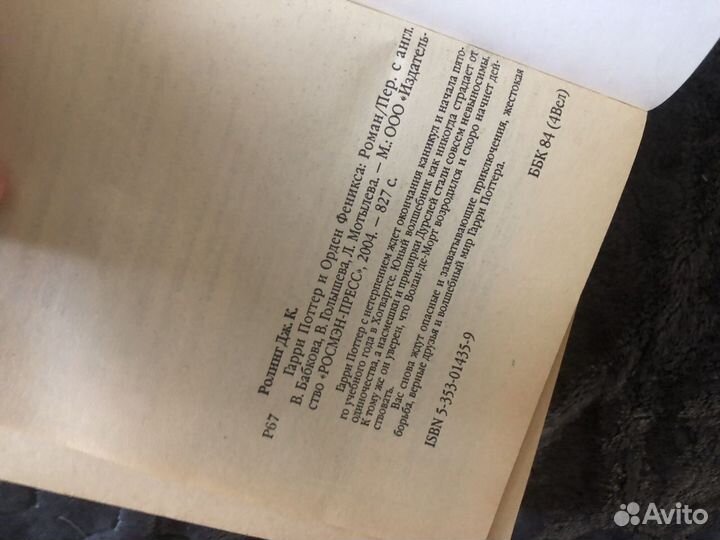 Ролинг Дж. К.
Р67 Гарри Поттер и Орден Феникса: Роман/Пер. с англ.
В. Бабкова, В. Голышева, Л. Мотылева. – М.: ООО «Издатель-
ство «РОСМЭН-ПРЕСС», 2004. – 827 с.
Гарри Поттер с нетерпением ждет окончания каникул и начала пято-
го учебного года в Хогвартсе. Юный волшебник как никогда страдает от
одиночества, а насмешки и придирки Дурслей стали совсем невыносимы.
К тому же он уверен, что Волан-де-Морт возродился и скоро начнет дей-
ствовать.
Вас снова ждут опасные и захватывающие приключения, жестокая
борьба, верные друзья и волшебный мир Гарри Поттера.
ББК 84 (4Вел)
ISBN 5-353-01435-9
Avito